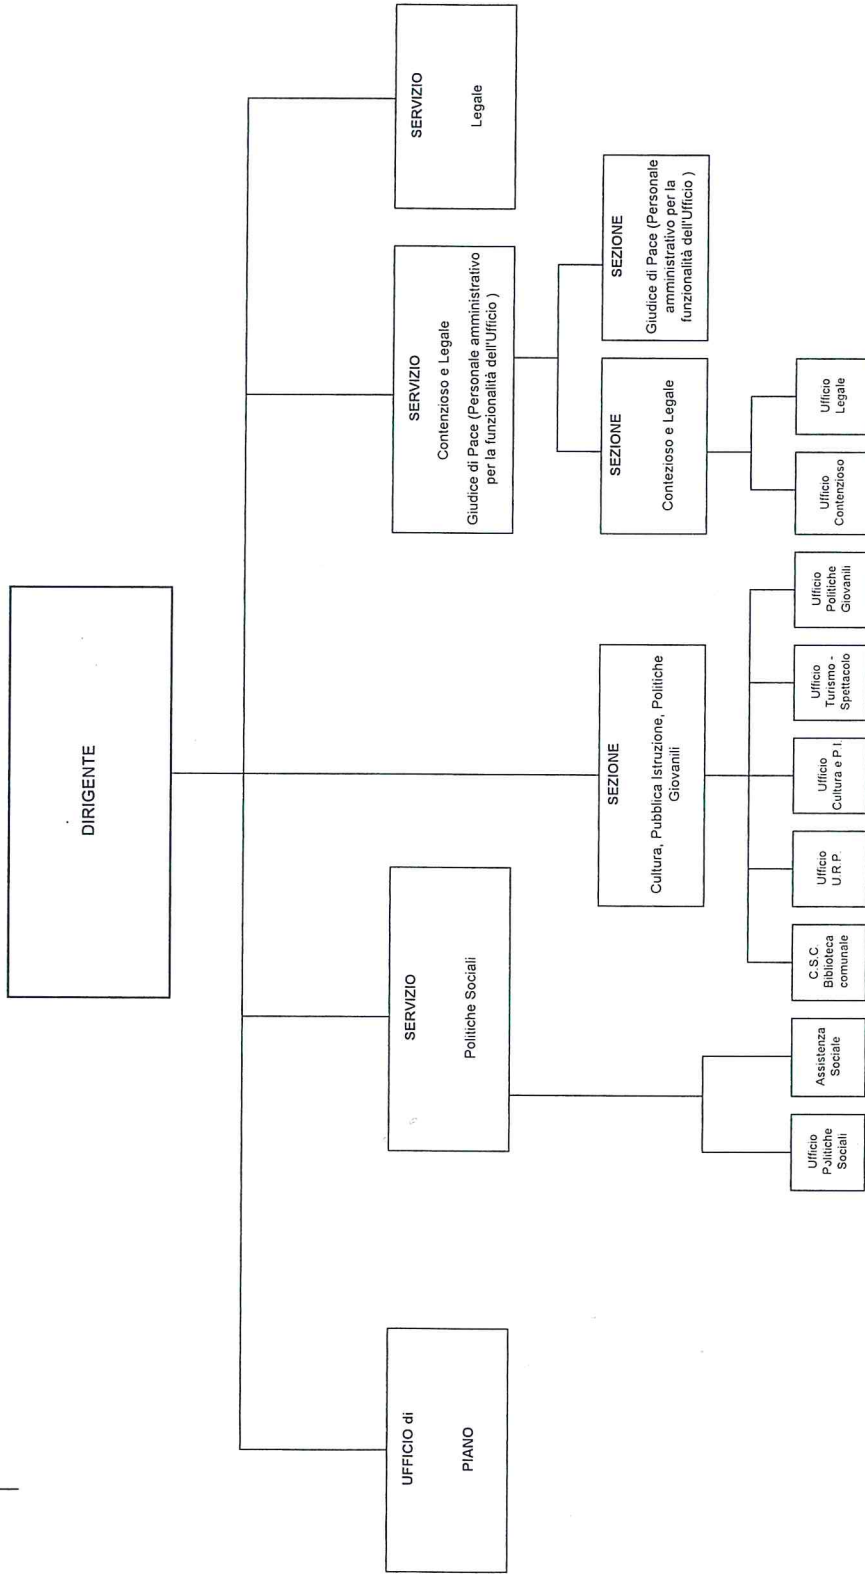 DIRIGENTE
UFFICIO di
PIANO
SERVIZIO
Politiche Sociali
SERVIZIO
Contenzioso e Legale
Giudice di Pace (Personale amministrativo
per la funzionalità dell'Ufficio )
SERVIZIO
Legale
SEZIONE
Cultura, Pubblica Istruzione, Politiche
Giovanili
SEZIONE
Contezioso e Legale
SEZIONE
Giudice di Pace (Personale
amministrativo per la
funzionalità dell'Ufficio )
Ufficio
Politiche
Sociali
Assistenza
Sociale
C.S.C.
Biblioteca
comunale
Ufficio
U.R.P.
Ufficio
Cultura e P.I.
Ufficio
Turismo -
Spettacolo
Ufficio
Politiche
Giovanili
Ufficio
Contenzioso
Ufficio
Legale